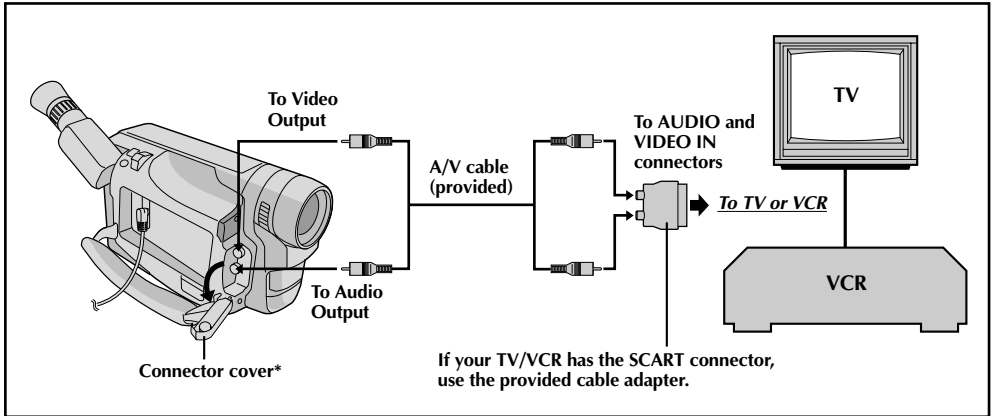 To Video
Output
A/V cable
(provided)
To Audio
Output
Connector cover*
To AUDIO and
VIDEO IN
connectors
To TV or VCR
If your TV/VCR has the SCART connector,
use the provided cable adapter.
TV
VCR